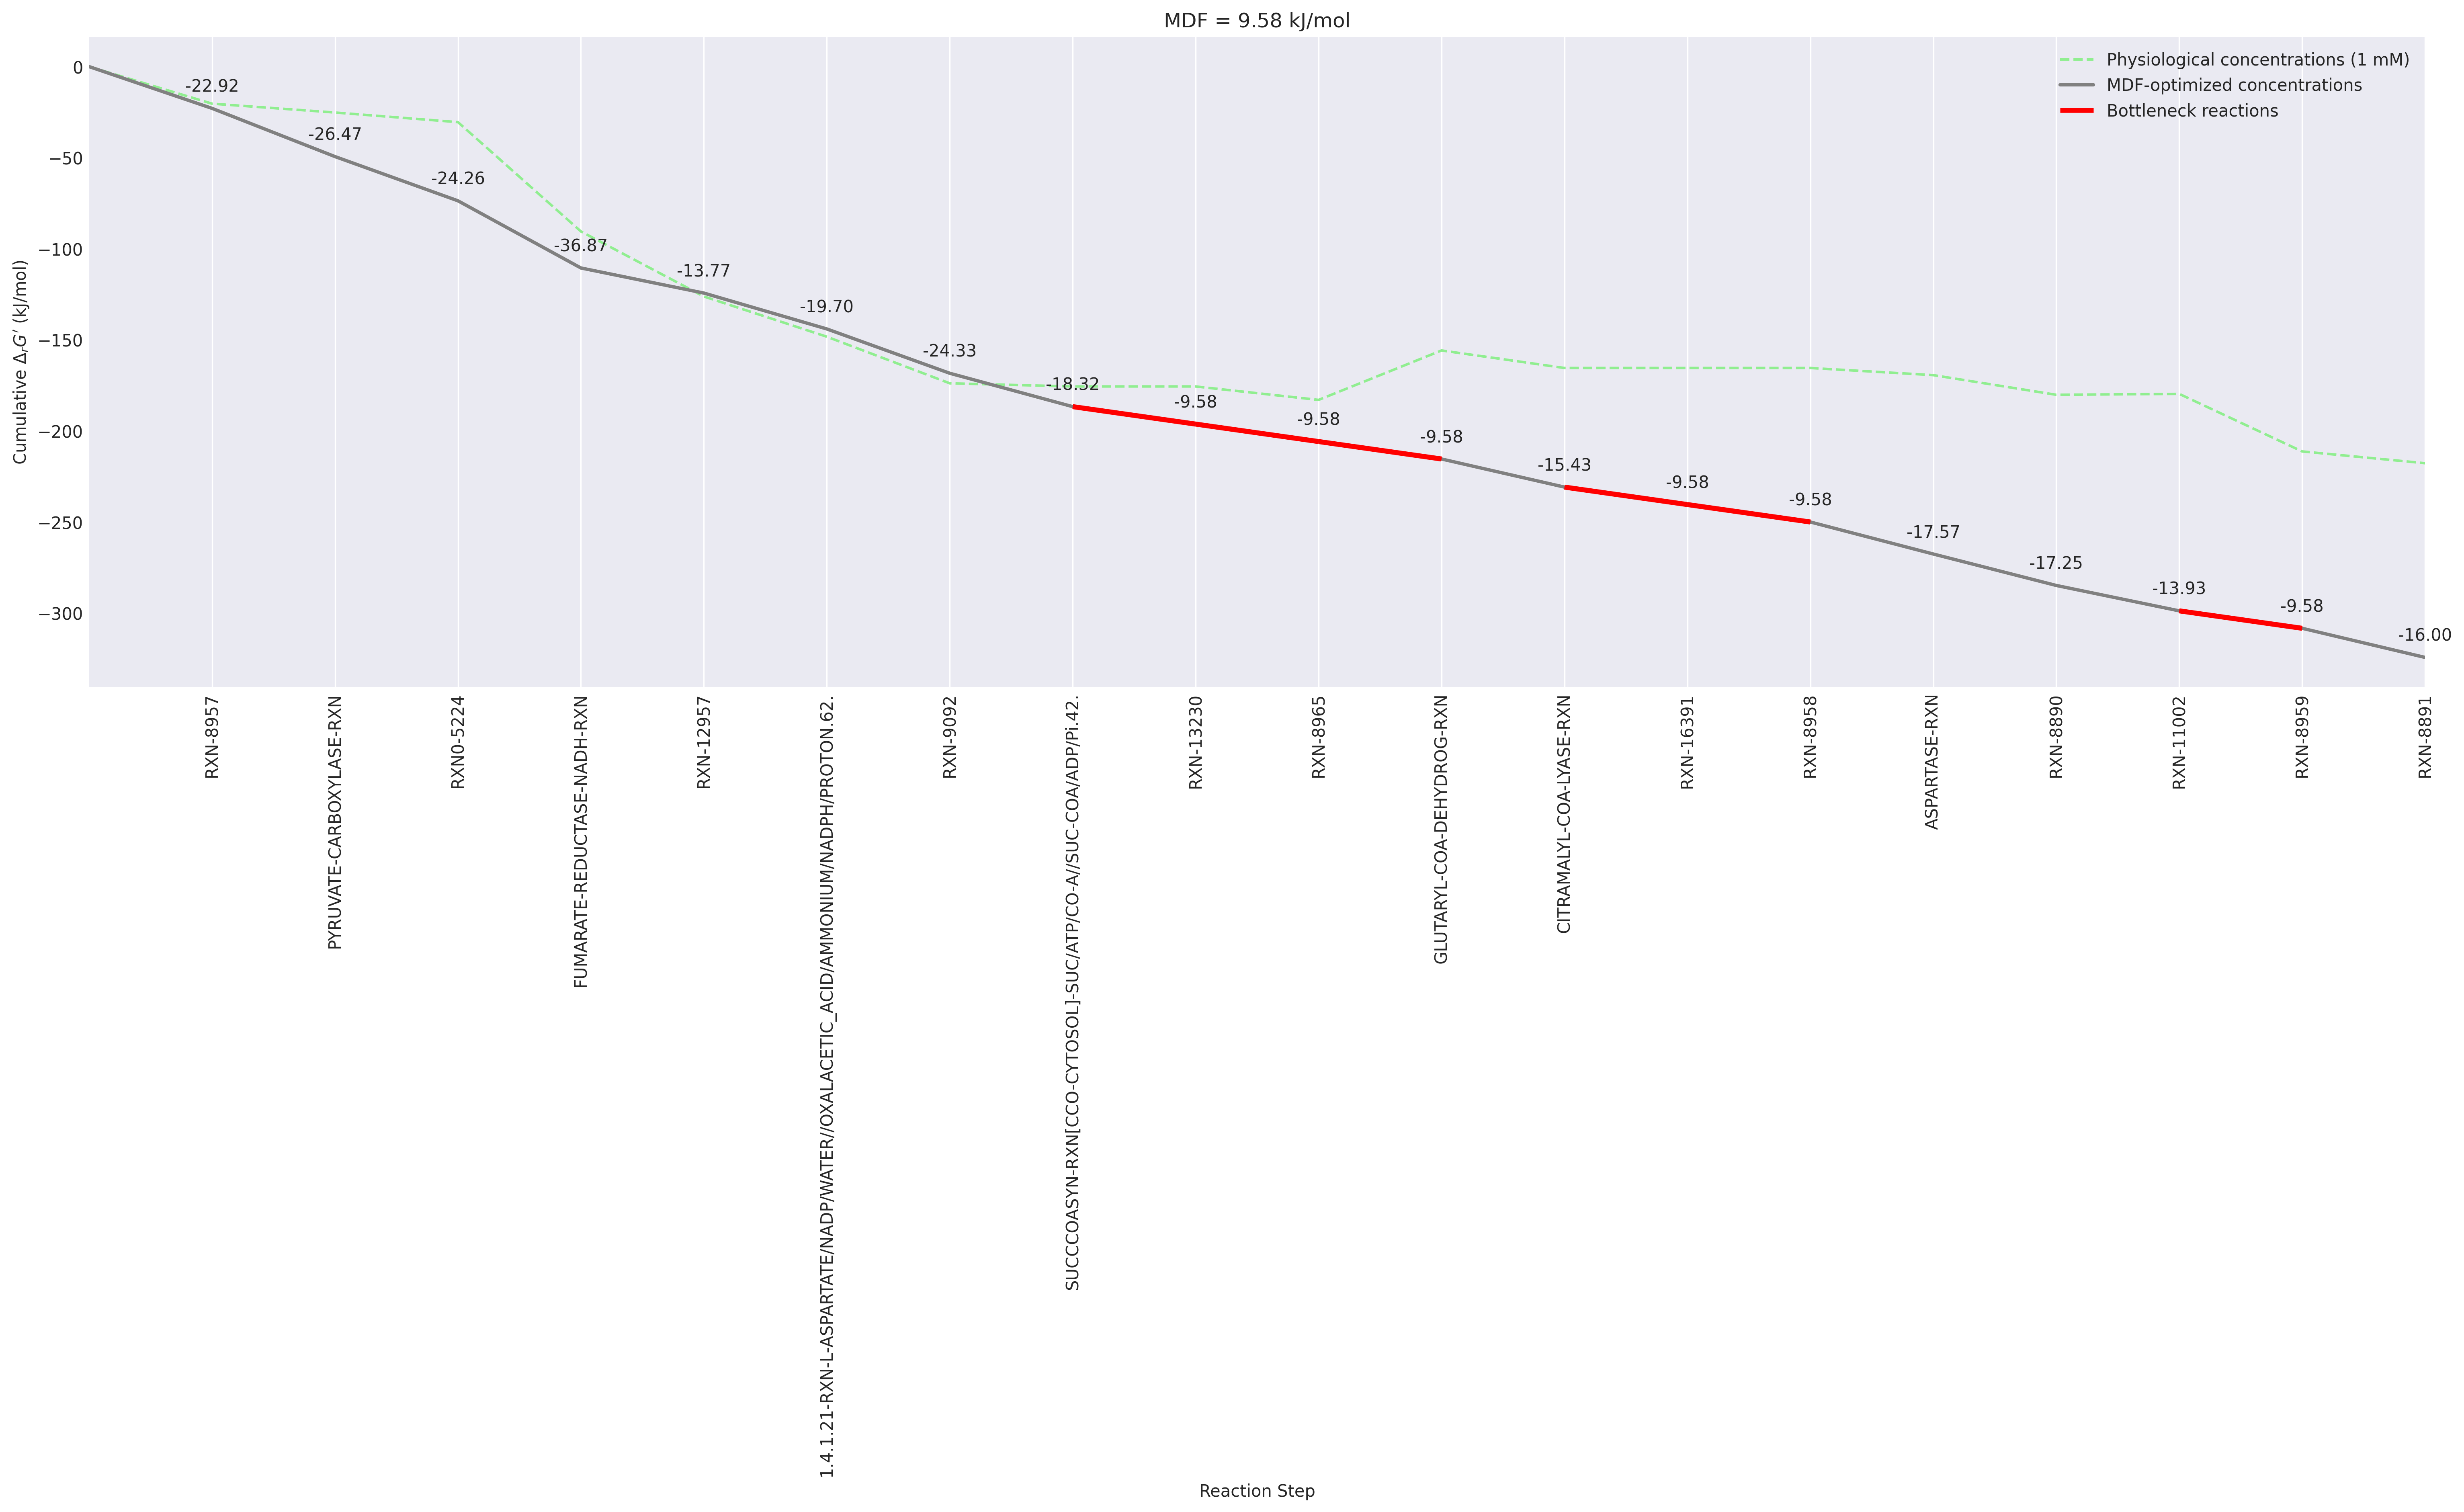 MDF = 9.58 kJ/mol
Physiological concentrations (1 mM)
MDF-optimized concentrations
Bottleneck reactions
Cumulative ΔrG′ (kJ/mol)
0
−50
−100
−150
−200
−250
−300
-22.92
-26.47
-24.26
-36.87
-13.77
-19.70
-24.33
-18.32
-9.58
-9.58
-9.58
-15.43
-9.58
-9.58
-17.57
-17.25
-13.93
-9.58
-16.00
RXN-8957
PYRUVATE-CARBOXYLASE-RXN
RXN0-5224
FUMARATE-REDUCTASE-NADH-RXN
RXN-12957
1.4.1.21-RXN-L-ASPARTATE/NADP/WATER//OXALACETIC_ACID/AMMONIUM/NADPH/PROTON.62.
RXN-9092
SUCCCOASYN-RXN[CCO-CYTOSOL]-SUC/ATP/CO-A//SUC-COA/ADP/Pi.42.
RXN-13230
RXN-8965
GLUTARYL-COA-DEHYDROG-RXN
CITRAMALYL-COA-LYASE-RXN
RXN-16391
RXN-8958
ASPARTASE-RXN
RXN-8890
RXN-11002
RXN-8959
RXN-8891
Reaction Step